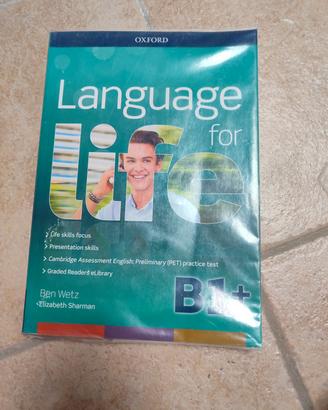 OXFORD
Language
for
life
Life skills focus
Presentation skills
Cambridge Assessment English: Preliminary (PET) practice test
Graded Readers eLibrary
Ben Wetz
Elizabeth Sharman
B1+